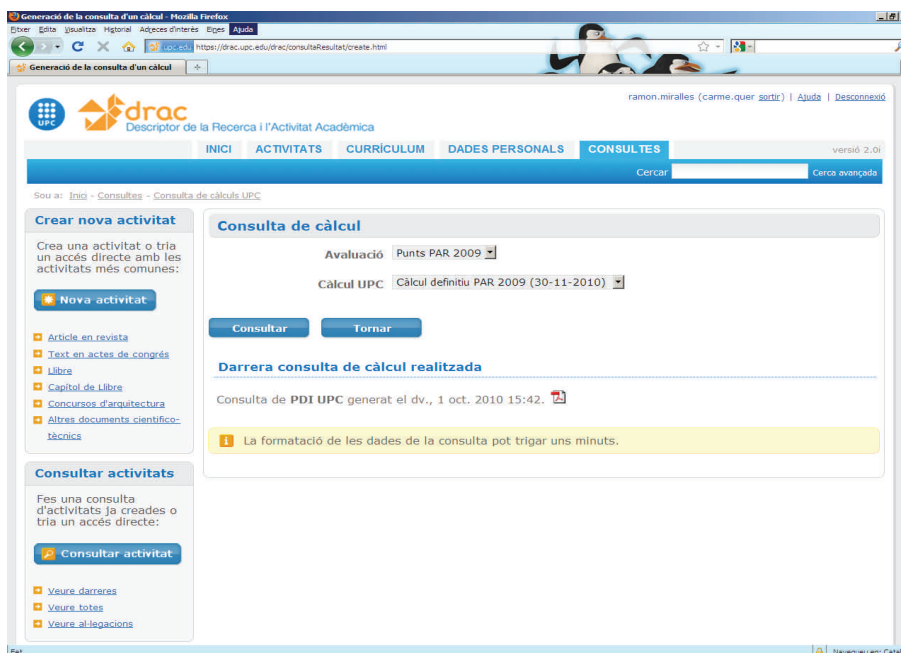 Generació de la consulta d'un càlcul - Mozilla Firefox
Fitxer Edita Visualitza Historial Adreces d'interès Eines Ajuda
upc.edu https://drac.upc.edu/drac/consultaResultat/create.html
Generació de la consulta d'un càlcul
ramon.miralles (carme.quer sortir) | Ajuda | Desconnexió
UPC
drac
Descriptor de la Recerca i l'Activitat Acadèmica
INICI ACTIVITATS CURRÍCULUM DADES PERSONALS CONSULTES versió 2.0i
Cercar Cerca avançada
Sou a: Inici - Consultes - Consulta de càlculs UPC
Crear nova activitat
Crea una activitat o tria
un accés directe amb les
activitats més comunes:
Nova activitat
Article en revista
Text en actes de congrés
Llibre
Capítol de Llibre
Concursos d'arquitectura
Altres documents cientifico-
tècnics
Consultar activitats
Fes una consulta
d'activitats ja creades o
tria un accés directe:
Consultar activitat
Veure darreres
Veure totes
Veure al·legacions
Consulta de càlcul
Avaluació Punts PAR 2009
Càlcul UPC Càlcul definitiu PAR 2009 (30-11-2010)
Consultar Tornar
Darrera consulta de càlcul realitzada
Consulta de PDI UPC generat el dv., 1 oct. 2010 15:42.
La formatació de les dades de la consulta pot trigar uns minuts.
Fet
Navegueu en: Cata